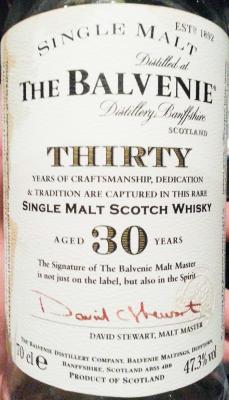 ESTD 1892
SINGLE MALT
Distilled at
THE BALVENIE®
Distillery, Banffshire
SCOTLAND
THIRTY
YEARS OF CRAFTSMANSHIP, DEDICATION
& TRADITION ARE CAPTURED IN THIS RARE
SINGLE MALT SCOTCH WHISKY
AGED 30 YEARS
The Signature of The Balvenie Malt Master
is not just on the label, but also in the Spirit.
David C Stewart
DAVID STEWART, MALT MASTER
70 cl e
47.3% vol
THE BALVENIE DISTILLERY COMPANY, BALVENIE MALTINGS, DUFFTOWN
BANFFSHIRE, SCOTLAND AB55 4BB
PRODUCT OF SCOTLAND